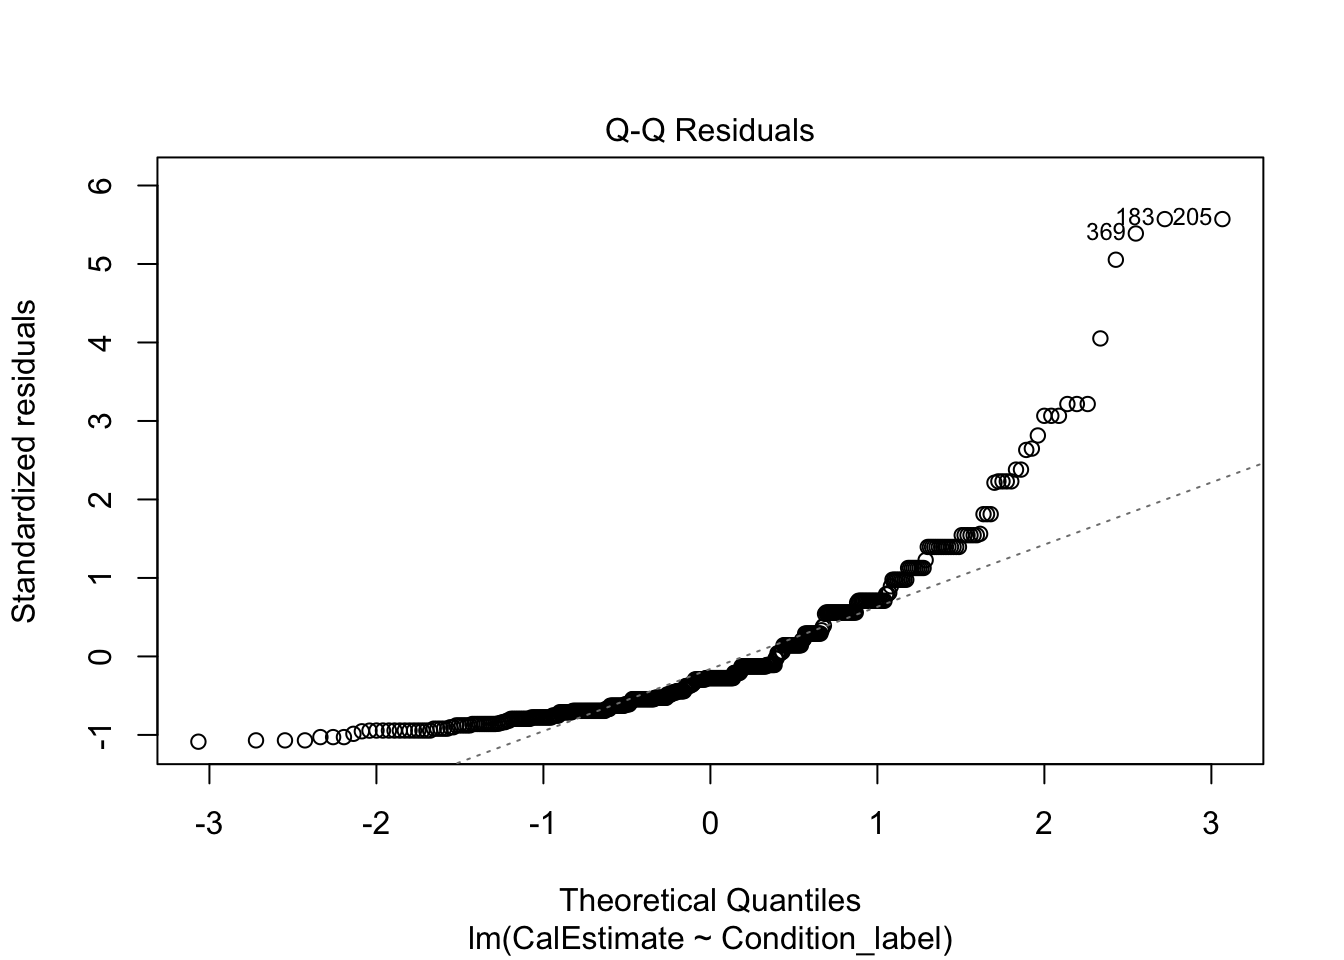 Q-Q Residuals
Standardized residuals
6
5
4
3
2
1
0
-1
183
205
369
-3 -2 -1 0 1 2 3
Theoretical Quantiles
lm(CalEstimate ~ Condition_label)